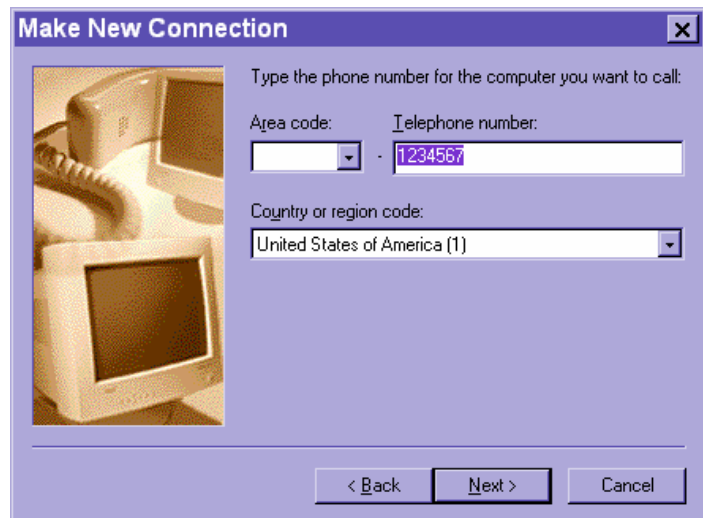 Make New Connection
Type the phone number for the computer you want to call:
Area code: Telephone number:
- 1234567
Country or region code:
United States of America (1)
< Back Next > Cancel